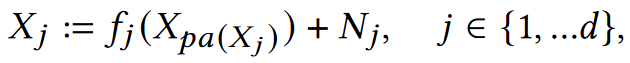 X_j := f_j(X_{pa(X_j)}) + N_j,    j ∈ {1, ...d},